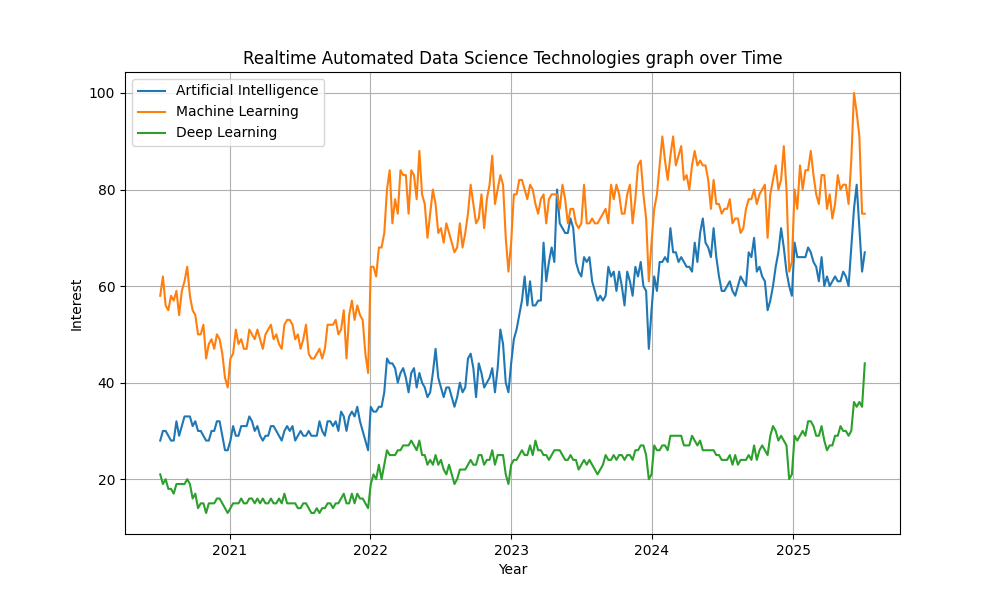 Realtime Automated Data Science Technologies graph over Time
Artificial Intelligence
Machine Learning
Deep Learning
100
80
60
40
20
Interest
2021 2022 2023 2024 2025
Year